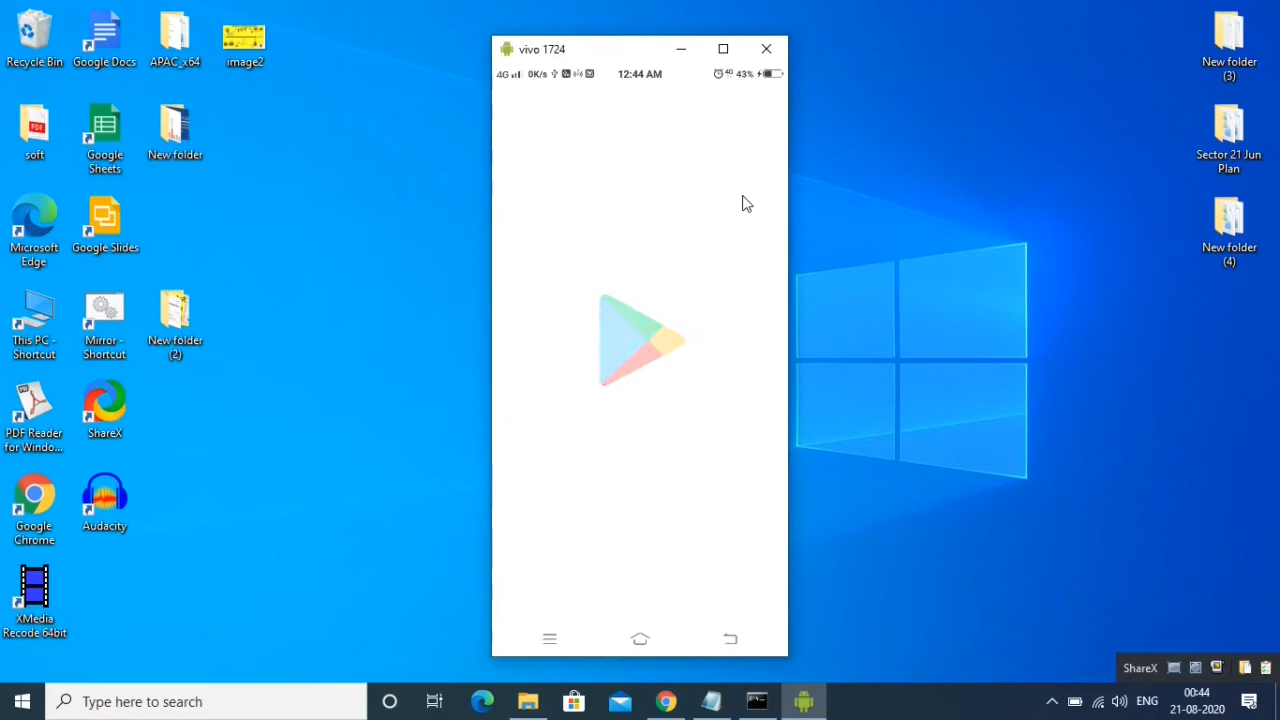 Recycle Bin
Google Docs
APAC_x64
image2
soft
Google
Sheets
New folder
Microsoft
Edge
Google Slides
This PC -
Shortcut
Mirror -
Shortcut
New folder
(2)
PDF Reader
for Windo...
ShareX
Google
Chrome
Audacity
XMedia
Recode 64bit
vivo 1724
4G 0K/s 12:44 AM 4G 43%
New folder
(3)
Sector 21 Jun
Plan
New folder
(4)
ShareX
Type here to search
ENG
00:44
21-08-2020